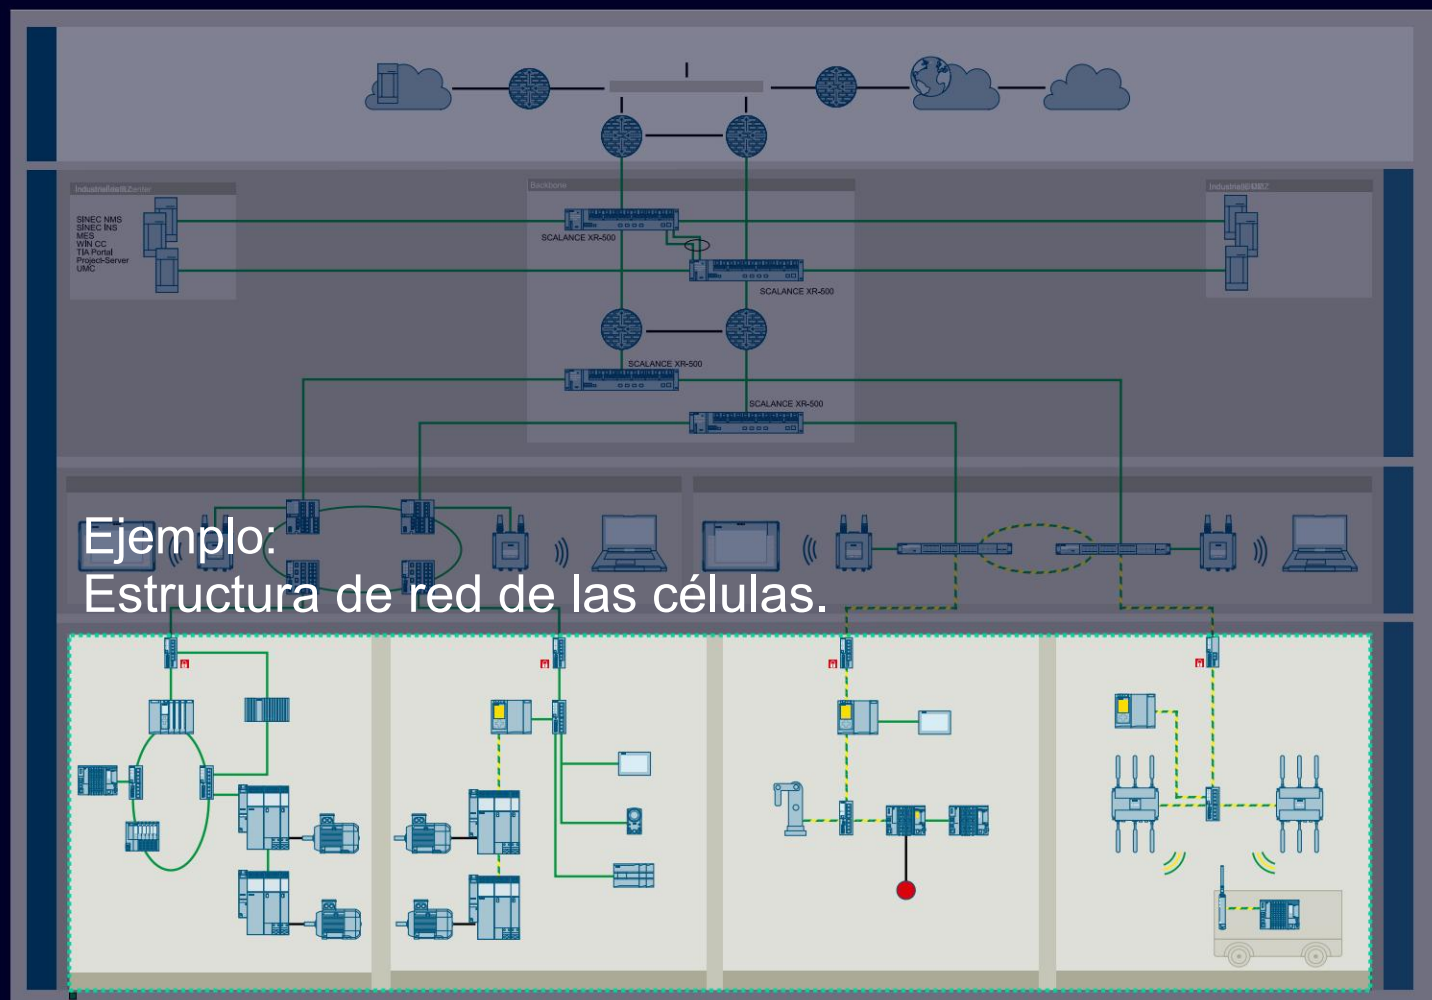 Backbone
SINEC NMS
SINEC INS
MES
WIN CC
TIA Portal
Project-Server
UMC
SCALANCE XR-500
SCALANCE XR-500
SCALANCE XR-500
SCALANCE XR-500
Ejemplo:
Estructura de red de las células.